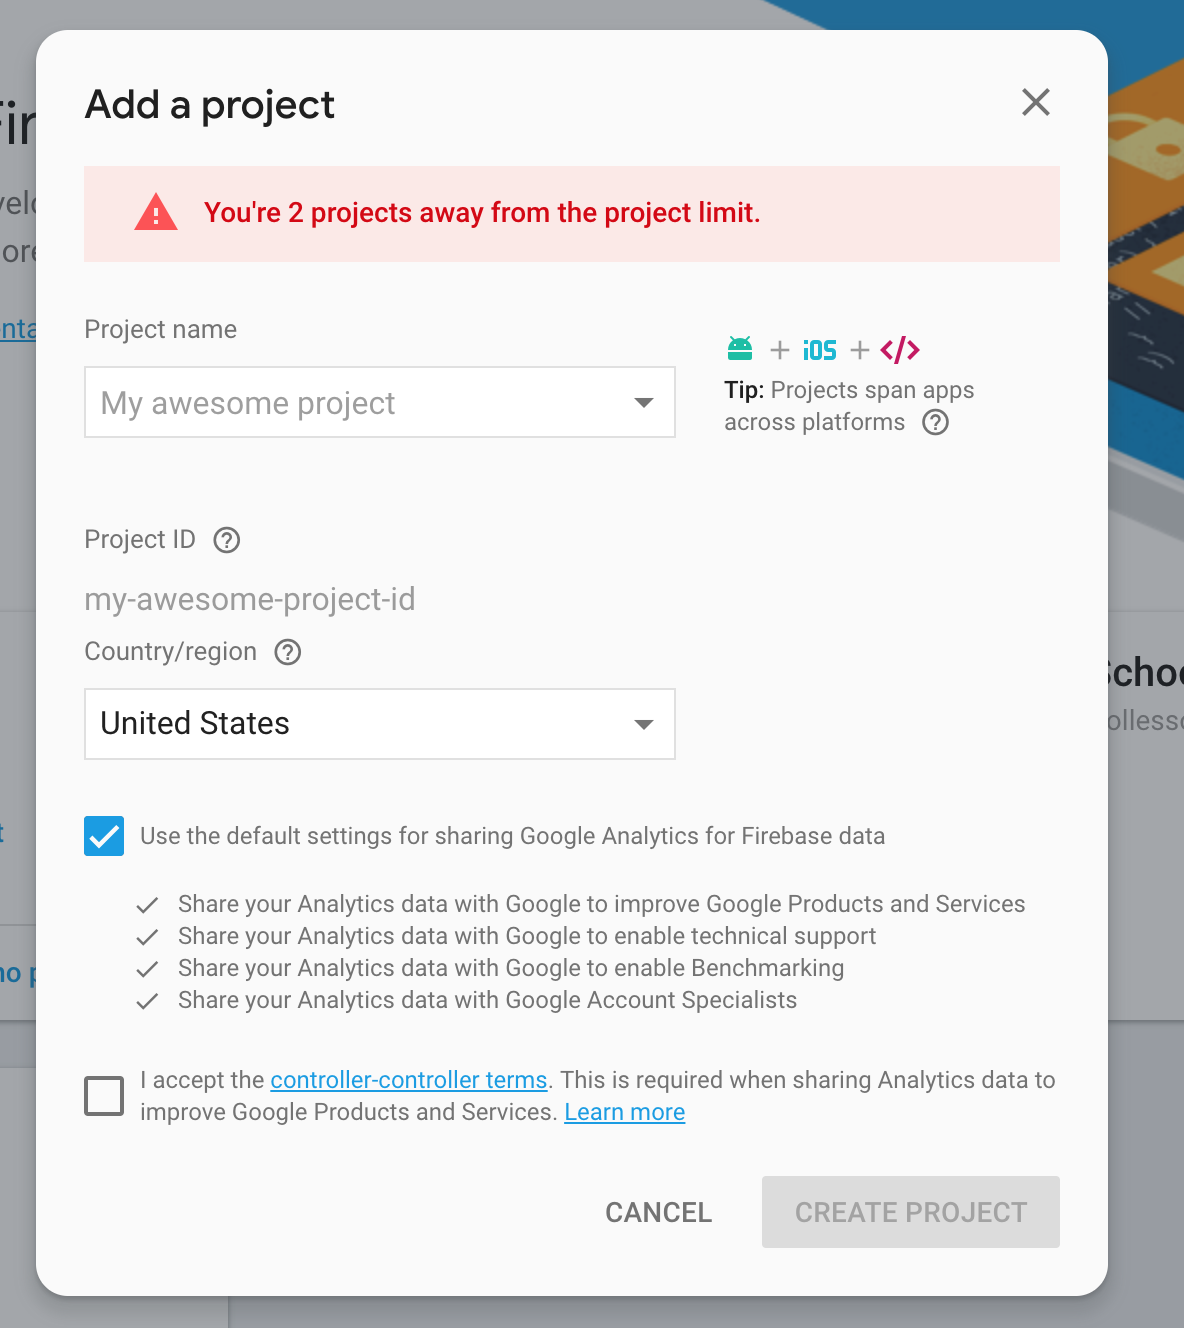 Add a project
You're 2 projects away from the project limit.
Project name
My awesome project
+ iOS + </>
Tip: Projects span apps
across platforms ?
Project ID ?
my-awesome-project-id
Country/region ?
United States
Use the default settings for sharing Google Analytics for Firebase data
Share your Analytics data with Google to improve Google Products and Services
Share your Analytics data with Google to enable technical support
Share your Analytics data with Google to enable Benchmarking
Share your Analytics data with Google Account Specialists
I accept the controller-controller terms. This is required when sharing Analytics data to
improve Google Products and Services. Learn more
CANCEL
CREATE PROJECT